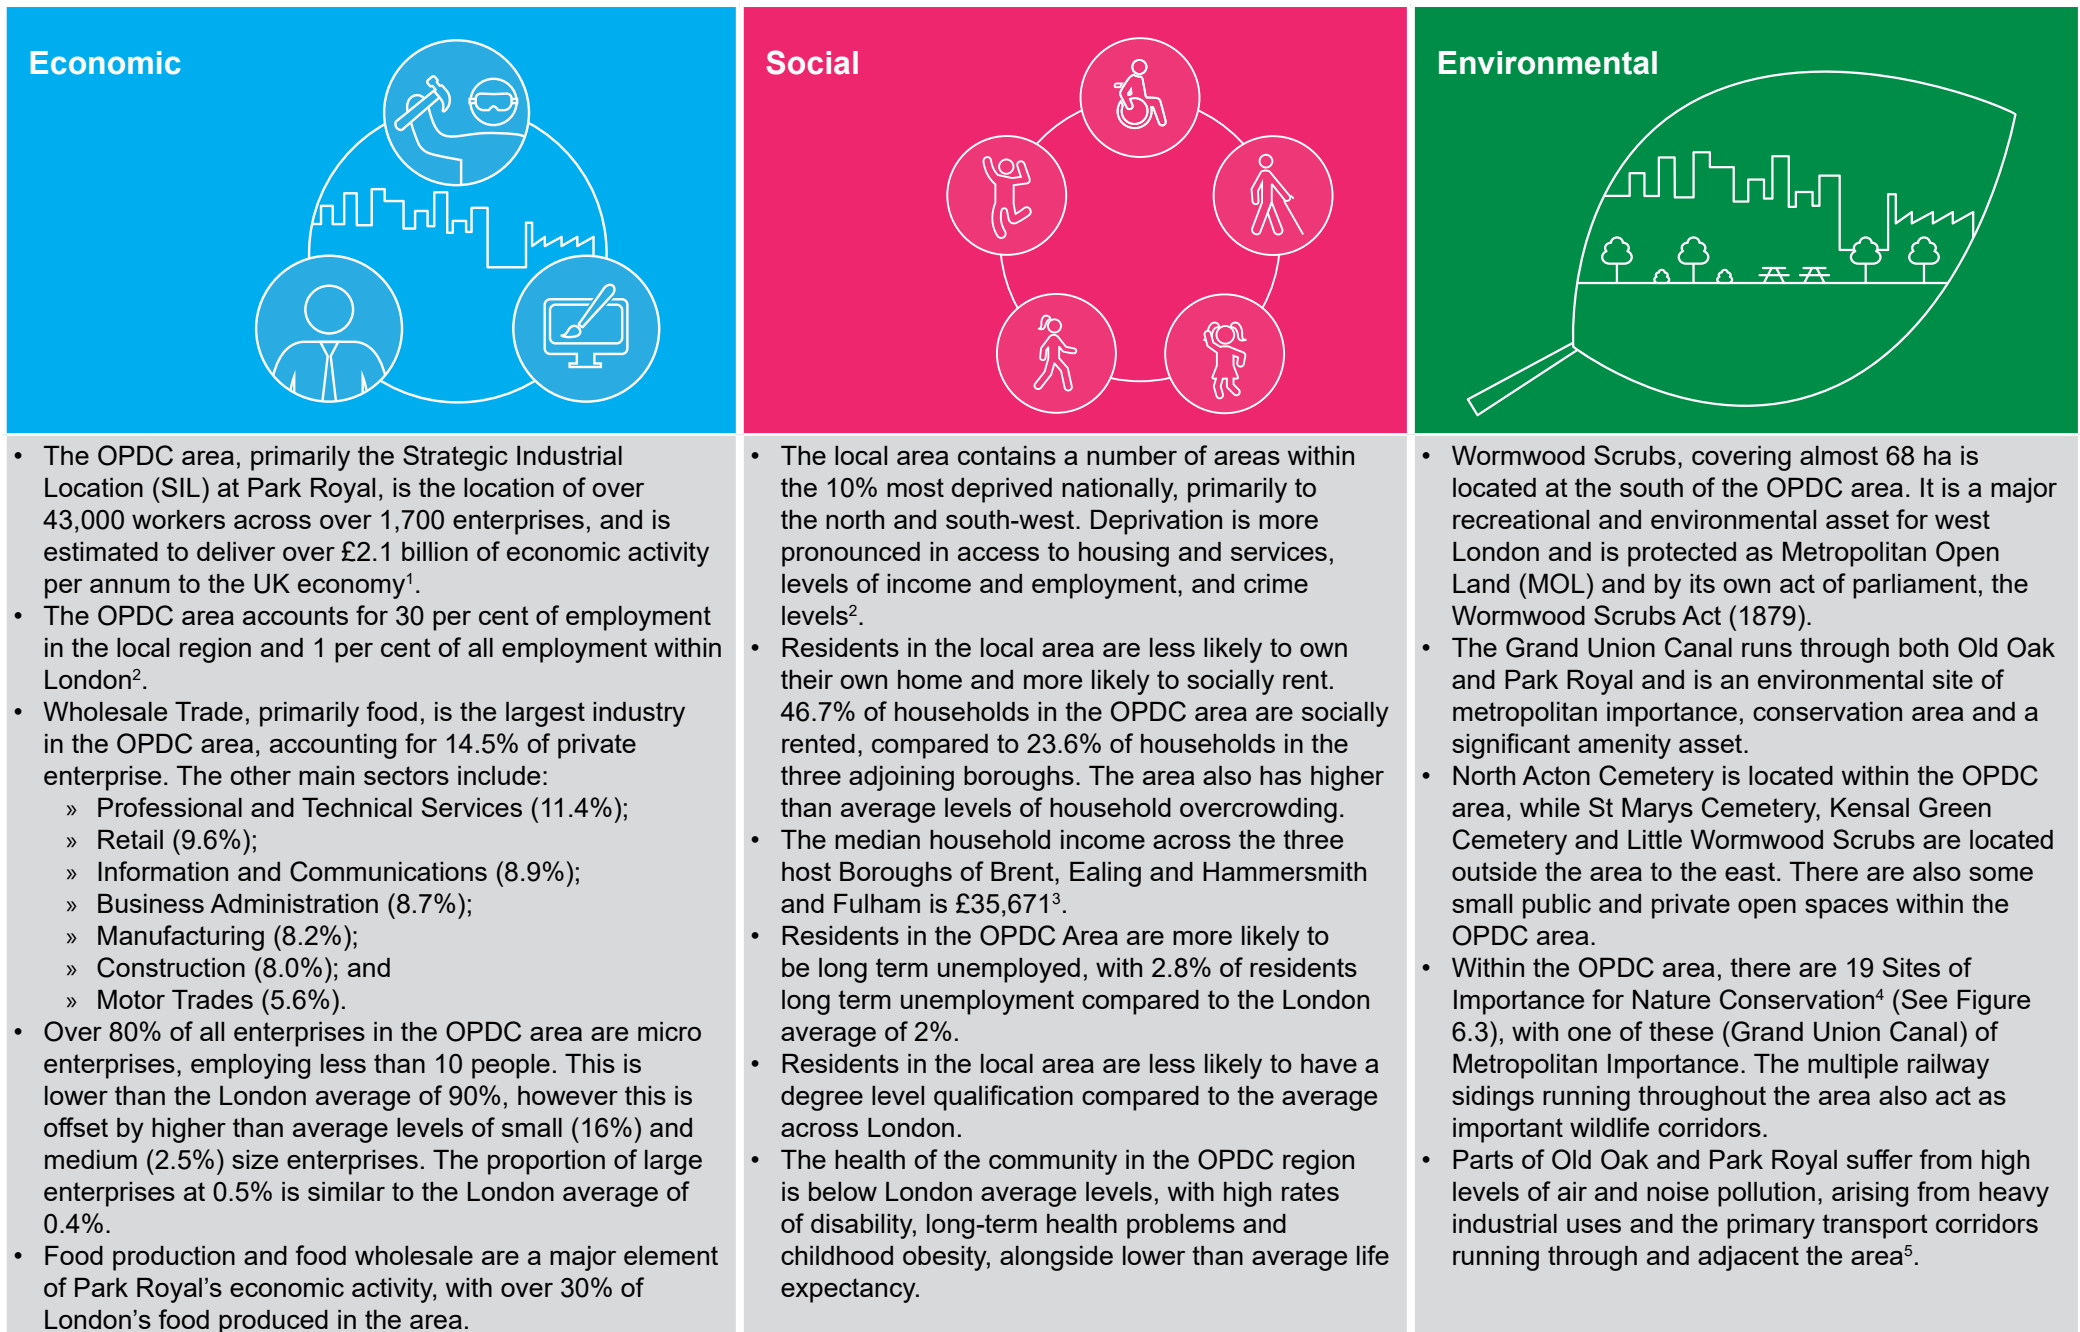 Economic
• The OPDC area, primarily the Strategic Industrial
Location (SIL) at Park Royal, is the location of over
43,000 workers across over 1,700 enterprises, and is
estimated to deliver over £2.1 billion of economic activity
per annum to the UK economy¹.
• The OPDC area accounts for 30 per cent of employment
in the local region and 1 per cent of all employment within
London².
• Wholesale Trade, primarily food, is the largest industry
in the OPDC area, accounting for 14.5% of private
enterprise. The other main sectors include:
» Professional and Technical Services (11.4%);
» Retail (9.6%);
» Information and Communications (8.9%);
» Business Administration (8.7%);
» Manufacturing (8.2%);
» Construction (8.0%); and
» Motor Trades (5.6%).
• Over 80% of all enterprises in the OPDC area are micro
enterprises, employing less than 10 people. This is
lower than the London average of 90%, however this is
offset by higher than average levels of small (16%) and
medium (2.5%) size enterprises. The proportion of large
enterprises at 0.5% is similar to the London average of
0.4%.
• Food production and food wholesale are a major element
of Park Royal’s economic activity, with over 30% of
London’s food produced in the area.
Social
• The local area contains a number of areas within
the 10% most deprived nationally, primarily to
the north and south-west. Deprivation is more
pronounced in access to housing and services,
levels of income and employment, and crime
levels².
• Residents in the local area are less likely to own
their own home and more likely to socially rent.
46.7% of households in the OPDC area are socially
rented, compared to 23.6% of households in the
three adjoining boroughs. The area also has higher
than average levels of household overcrowding.
• The median household income across the three
host Boroughs of Brent, Ealing and Hammersmith
and Fulham is £35,671³.
• Residents in the OPDC Area are more likely to
be long term unemployed, with 2.8% of residents
long term unemployment compared to the London
average of 2%.
• Residents in the local area are less likely to have a
degree level qualification compared to the average
across London.
• The health of the community in the OPDC region
is below London average levels, with high rates
of disability, long-term health problems and
childhood obesity, alongside lower than average life
expectancy.
Environmental
• Wormwood Scrubs, covering almost 68 ha is
located at the south of the OPDC area. It is a major
recreational and environmental asset for west
London and is protected as Metropolitan Open
Land (MOL) and by its own act of parliament, the
Wormwood Scrubs Act (1879).
• The Grand Union Canal runs through both Old Oak
and Park Royal and is an environmental site of
metropolitan importance, conservation area and a
significant amenity asset.
• North Acton Cemetery is located within the OPDC
area, while St Marys Cemetery, Kensal Green
Cemetery and Little Wormwood Scrubs are located
outside the area to the east. There are also some
small public and private open spaces within the
OPDC area.
• Within the OPDC area, there are 19 Sites of
Importance for Nature Conservation⁴ (See Figure
6.3), with one of these (Grand Union Canal) of
Metropolitan Importance. The multiple railway
sidings running throughout the area also act as
important wildlife corridors.
• Parts of Old Oak and Park Royal suffer from high
levels of air and noise pollution, arising from heavy
industrial uses and the primary transport corridors
running through and adjacent the area⁵.